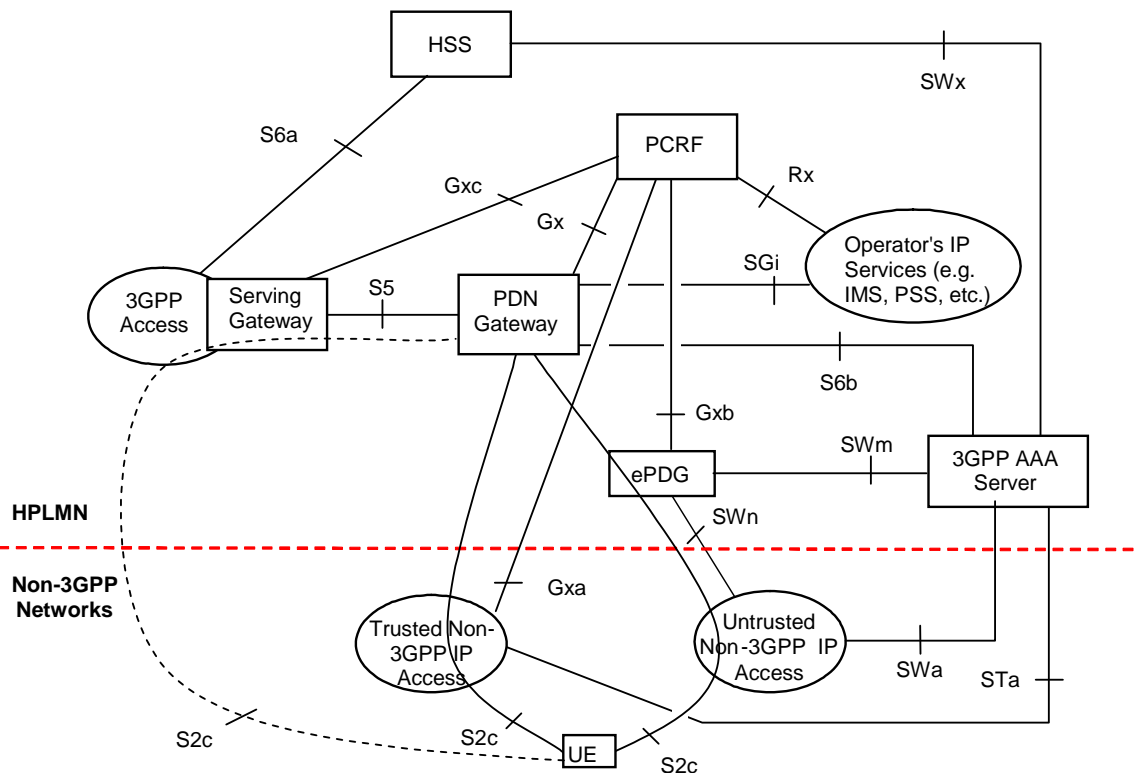 HSS
SWx
S6a
PCRF
Rx
Gxc
Gx
Operator's IP
Services (e.g.
IMS, PSS, etc.)
SGi
3GPP
Access
Serving
Gateway
S5
PDN
Gateway
S6b
Gxb
SWm
ePDG
3GPP AAA
Server
HPLMN
SWn
Non-3GPP
Networks
Gxa
Trusted Non-
3GPP IP
Access
Untrusted
Non-3GPP IP
Access
SWa
STa
S2c
S2c
UE
S2c